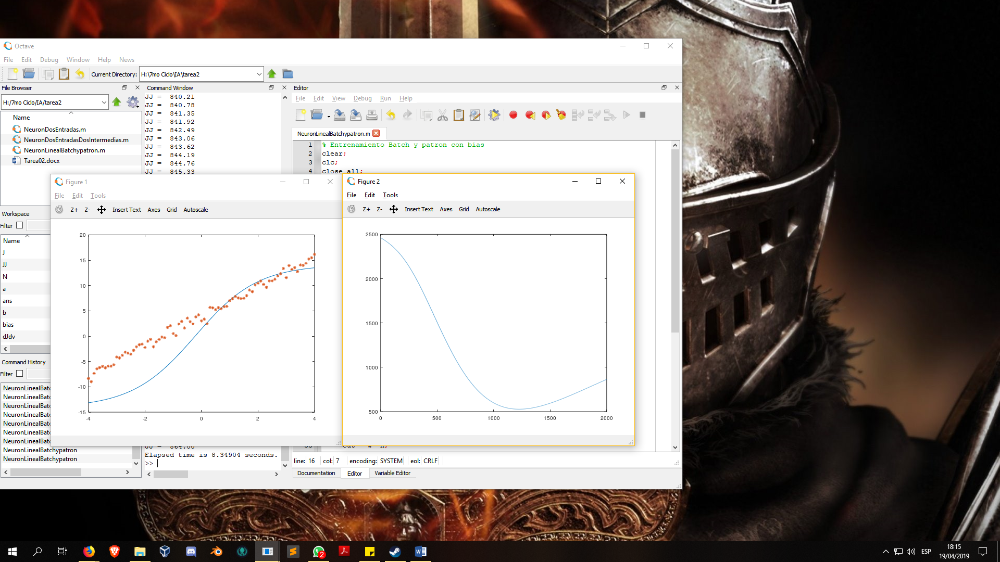 Octave
File Edit Debug Window Help News
Current Directory: H:\7mo Ciclo\IA\tarea2
File Browser
H:/7mo Ciclo/IA/tarea2
Name
NeuronDosEntradas.m
NeuronDosEntradasDosIntermedias.m
NeuronLinealBatchypatron.m
Tarea02.docx
Workspace
Filter
Name
J
JJ
N
a
ans
b
bias
dJdv
Command History
Filter
NeuronLinealBatc
NeuronLinealBatc
NeuronLinealBatc
NeuronLinealBatc
NeuronLinealBatc
NeuronLinealBatc
NeuronLinealBatc
NeuronLinealBatchypatron
NeuronLinealBatchypatron
Command Window
JJ = 840.21
JJ = 840.78
JJ = 841.35
JJ = 841.92
JJ = 842.49
JJ = 843.06
JJ = 843.62
JJ = 844.19
JJ = 844.76
JJ = 845.33
JJ = 864.00
Elapsed time is 8.34904 seconds.
>>
Editor
File Edit View Debug Run Help
NeuronLinealBatchypatron.m
1 % Entrenamiento Batch y patron con bias
2 clear;
3 clc;
4 close all;
line: 16 col: 7 encoding: SYSTEM eol: CRLF
Documentation Editor Variable Editor
Figure 1
File Edit Tools
Z+ Z- Insert Text Axes Grid Autoscale
20
15
10
5
0
-5
-10
-15
-4 -2 0 2 4
Figure 2
File Edit Tools
Z+ Z- Insert Text Axes Grid Autoscale
2500
2000
1500
1000
500
0 500 1000 1500 2000
2
ESP
18:15
19/04/2019